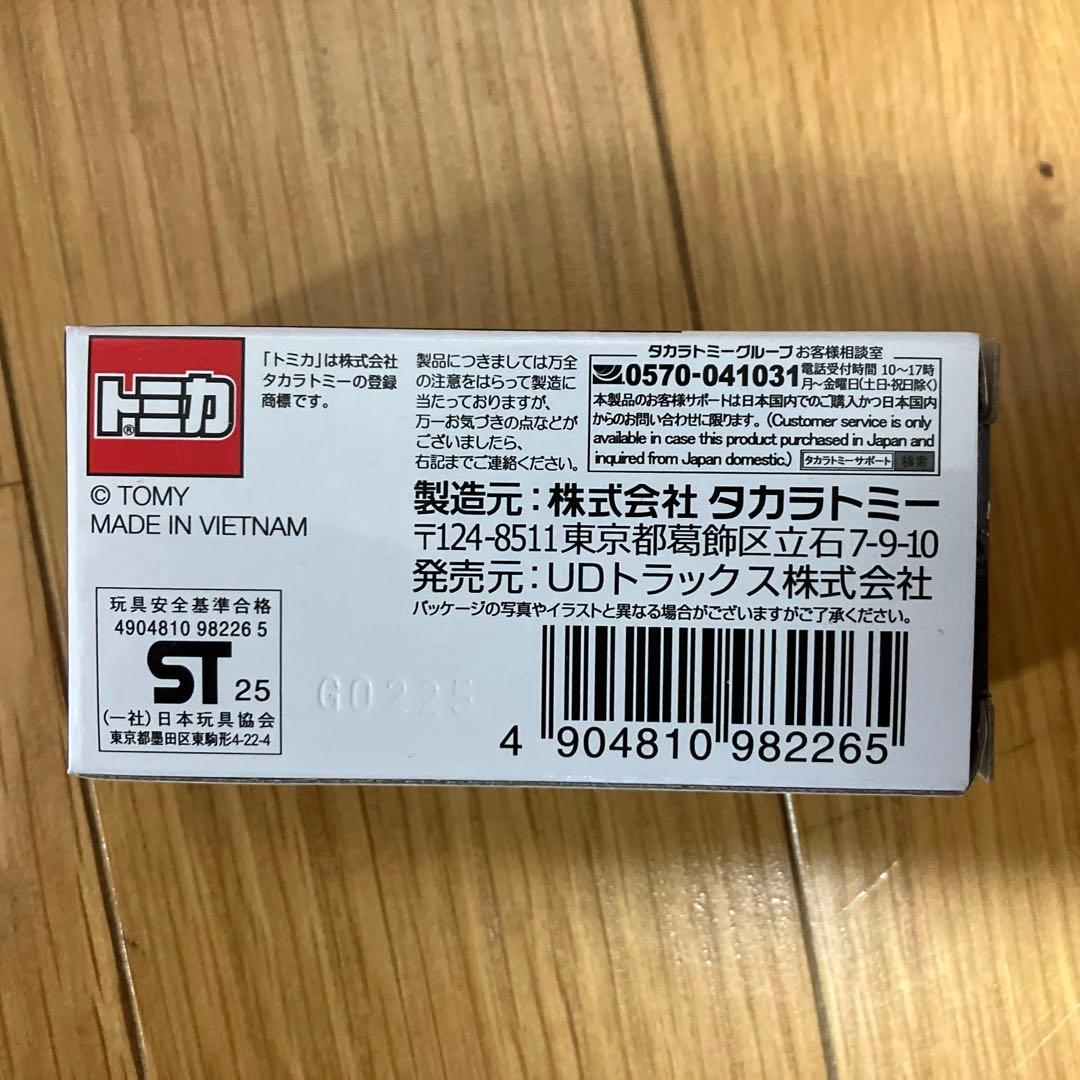 トミカ®
© TOMY
MADE IN VIETNAM
「トミカ」は株式会社
タカラトミーの登録
商標です。
製品につきましては万全
の注意をはらって製造に
当たっておりますが、
万一お気づきの点などが
ございましたら、
右記までご連絡ください。
タカラトミーグループ お客様相談室
0570-041031 電話受付時間 10〜17時
月〜金曜日(土日・祝日除く)
本製品のお客様サポートは日本国内でのご購入かつ日本国内
からのお問い合わせに限ります。(Customer service is only
available in case this product purchased in Japan and
inquired from Japan domestic.) タカラトミーサポート 検索
製造元：株式会社 タカラトミー
〒124-8511 東京都葛飾区立石 7-9-10
発売元：UDトラックス株式会社
パッケージの写真やイラストと異なる場合がございますがご了承ください。
玩具安全基準合格
4904810 98226 5
ST 25
(一社)日本玩具協会
東京都墨田区東駒形4-22-4
G0225
4 904810 982265